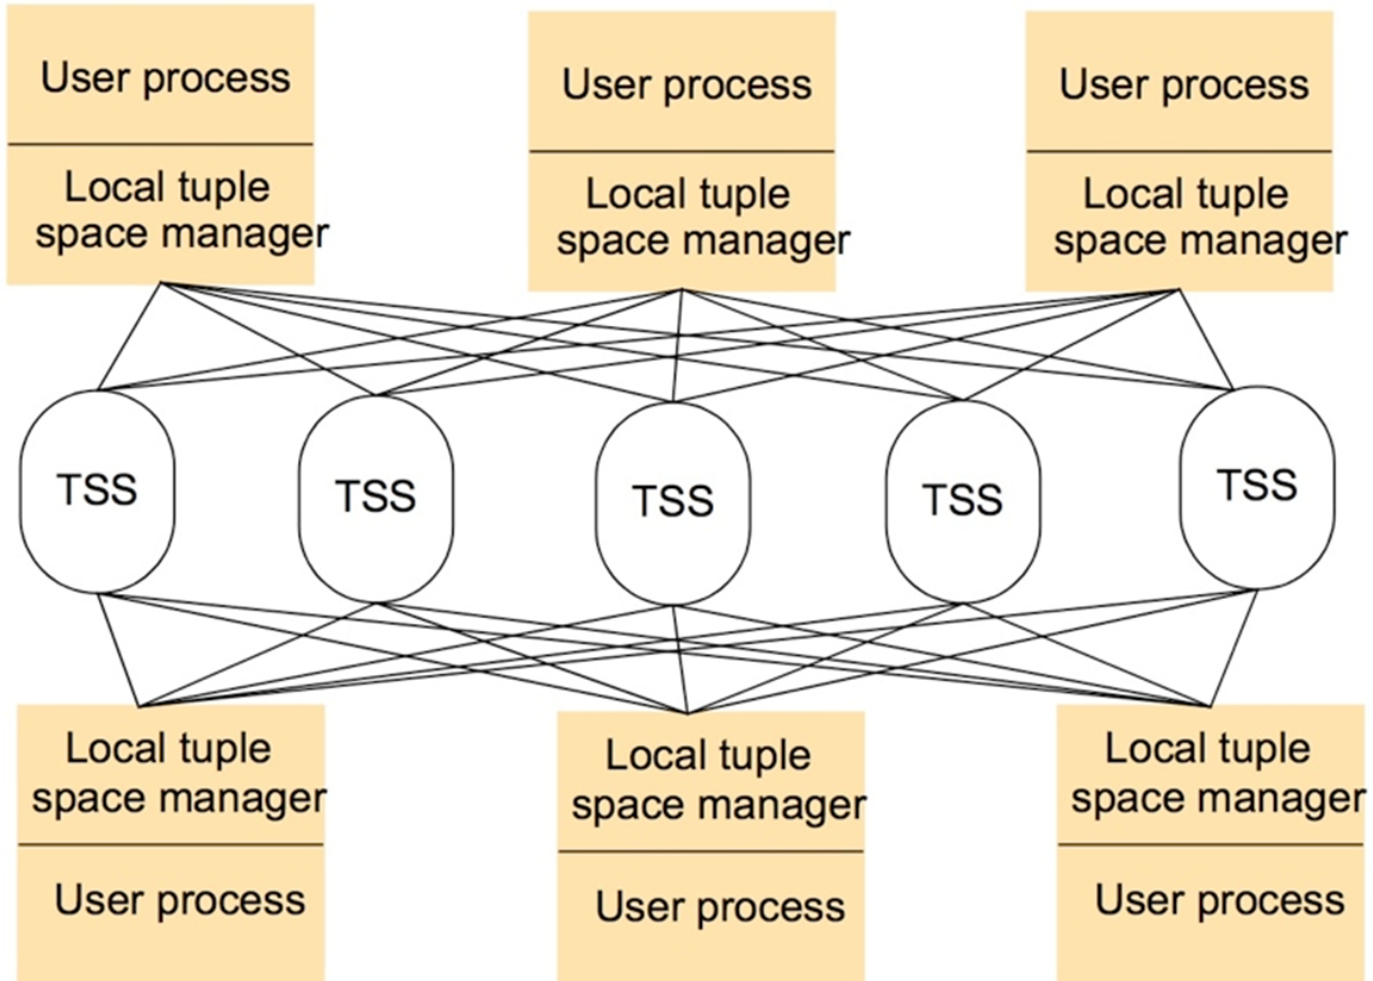 User process
User process
User process
Local tuple
space manager
Local tuple
space manager
Local tuple
space manager
TSS
TSS
TSS
TSS
TSS
Local tuple
space manager
Local tuple
space manager
Local tuple
space manager
User process
User process
User process